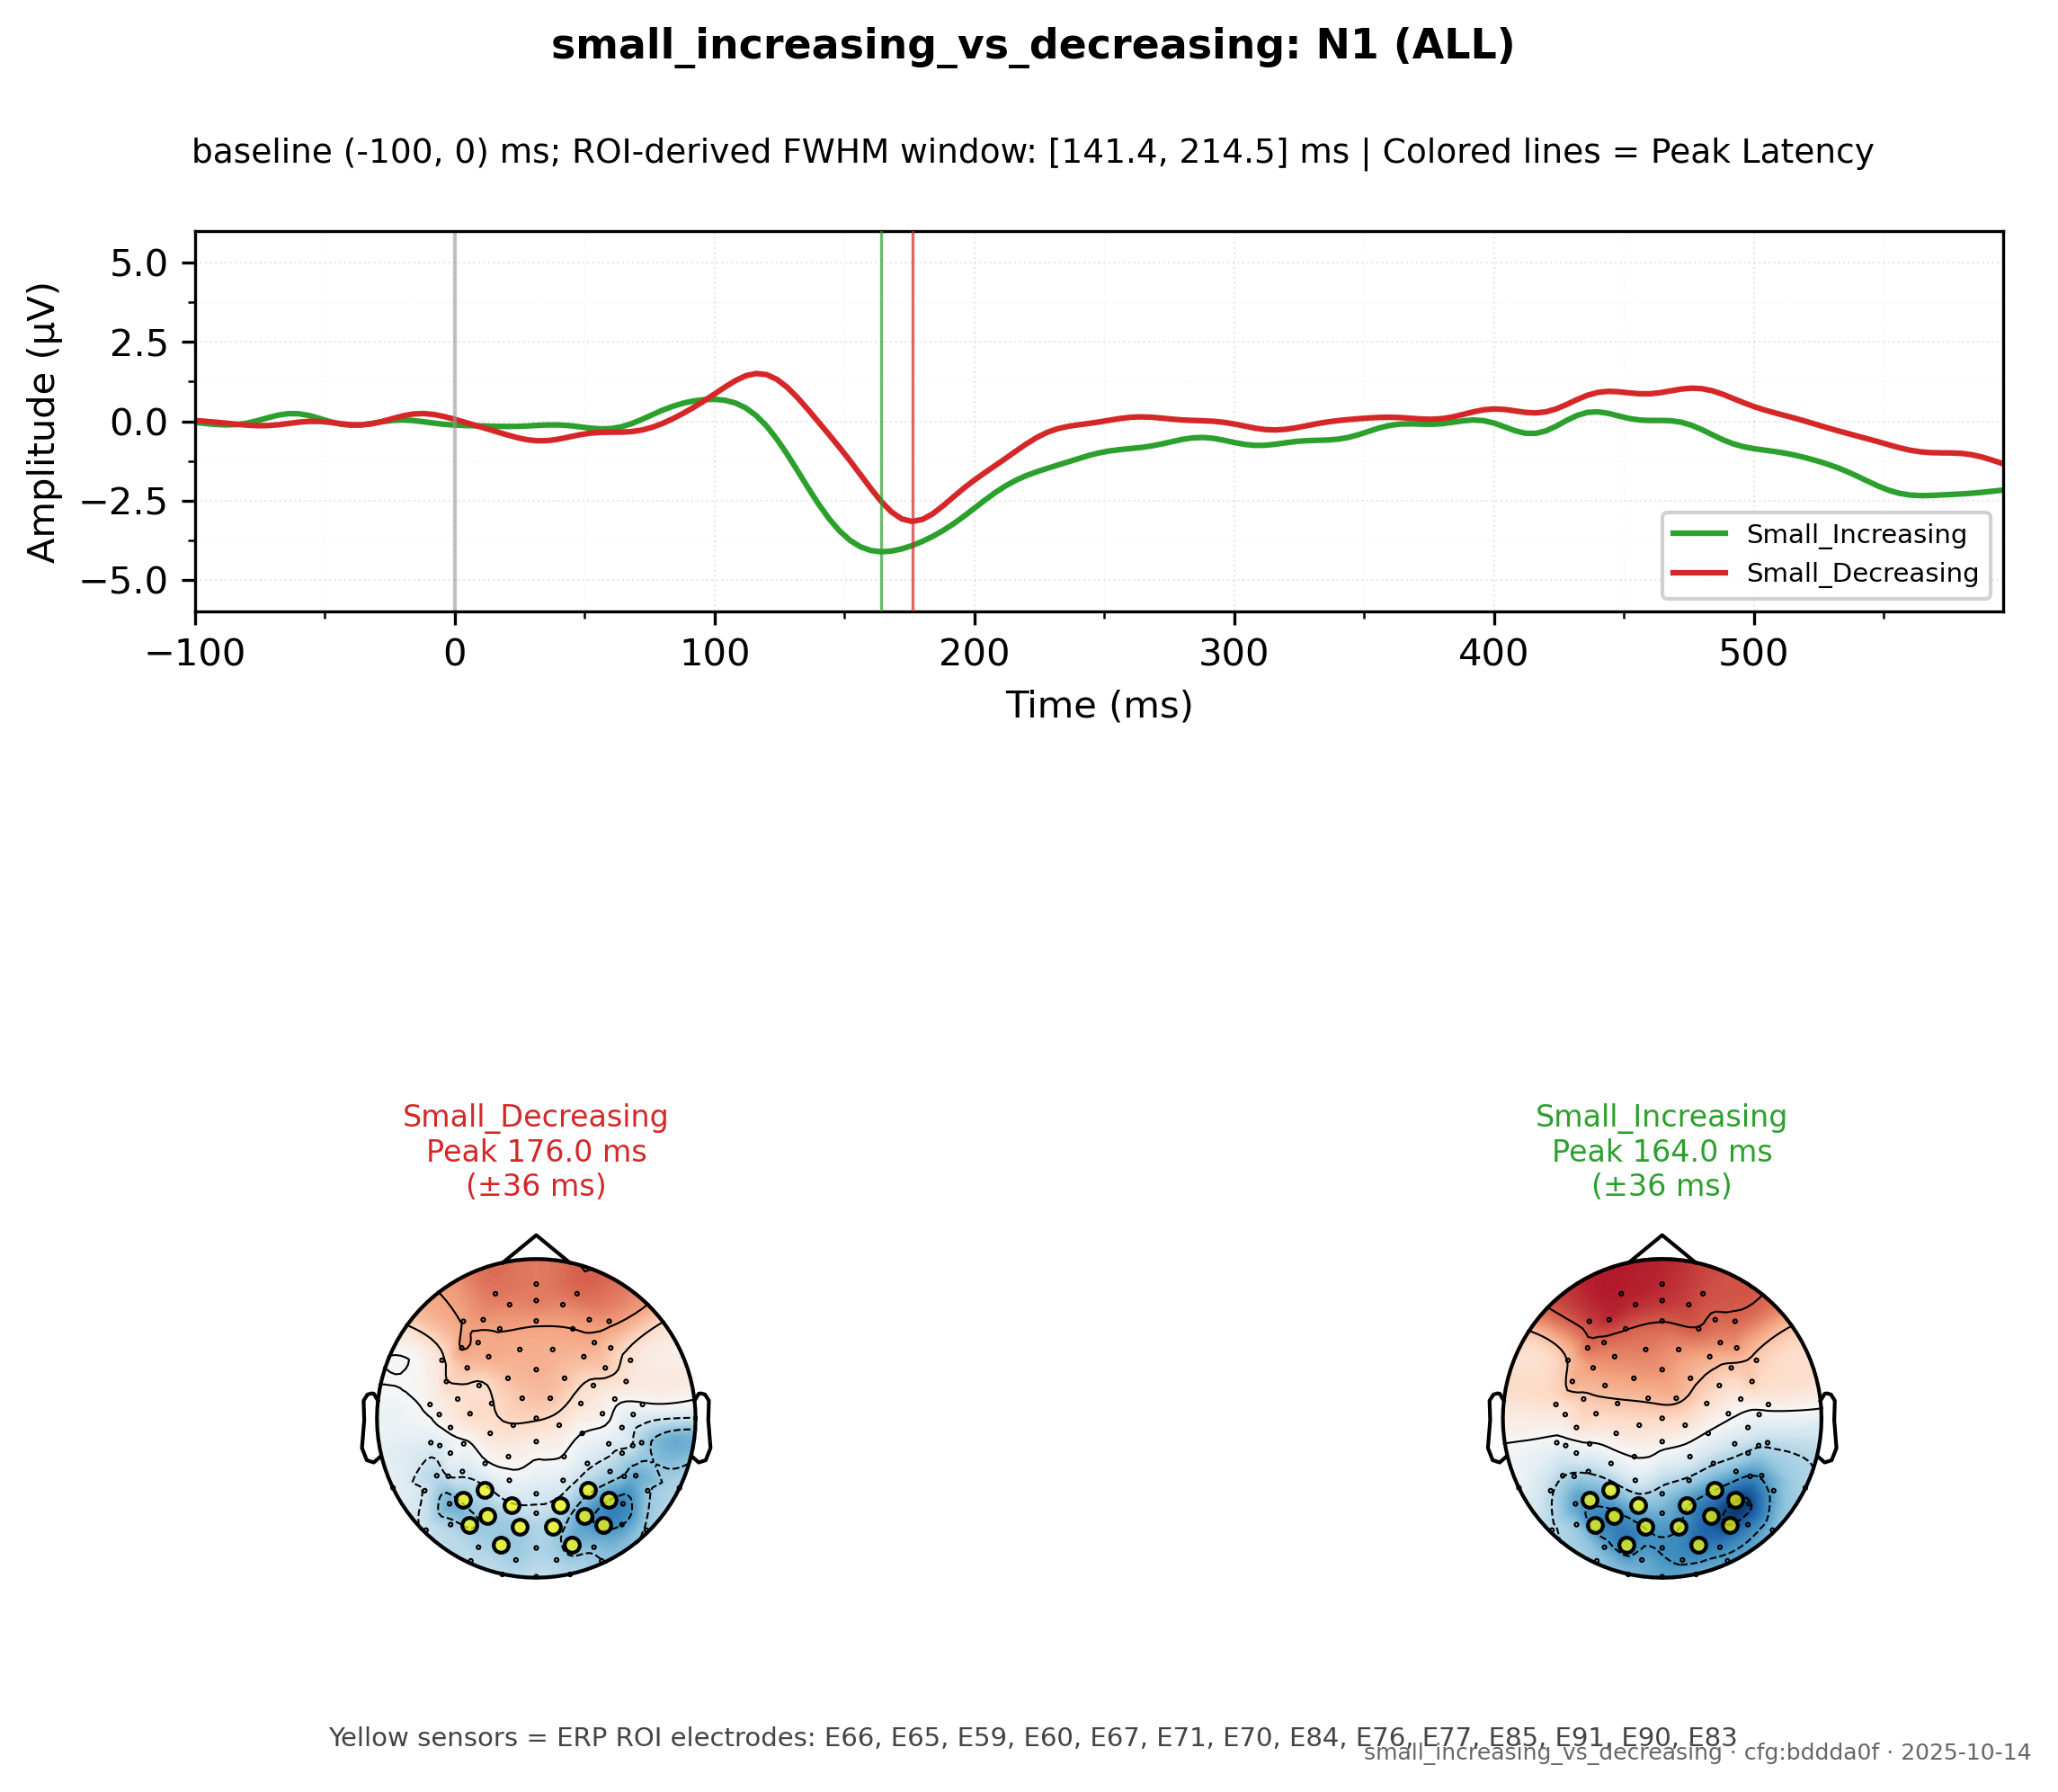 small_increasing_vs_decreasing: N1 (ALL)
baseline (-100, 0) ms; ROI-derived FWHM window: [141.4, 214.5] ms | Colored lines = Peak Latency
Amplitude (μV)
5.0
2.5
0.0
−2.5
−5.0
Small_Increasing
Small_Decreasing
−100 0 100 200 300 400 500
Time (ms)
Small_Decreasing
Peak 176.0 ms
(±36 ms)
Small_Increasing
Peak 164.0 ms
(±36 ms)
Yellow sensors = ERP ROI electrodes: E66, E65, E59, E60, E67, E71, E70, E84, E76, E77, E85, E91, E90, E83
small_increasing_vs_decreasing · cfg:bddda0f · 2025-10-14